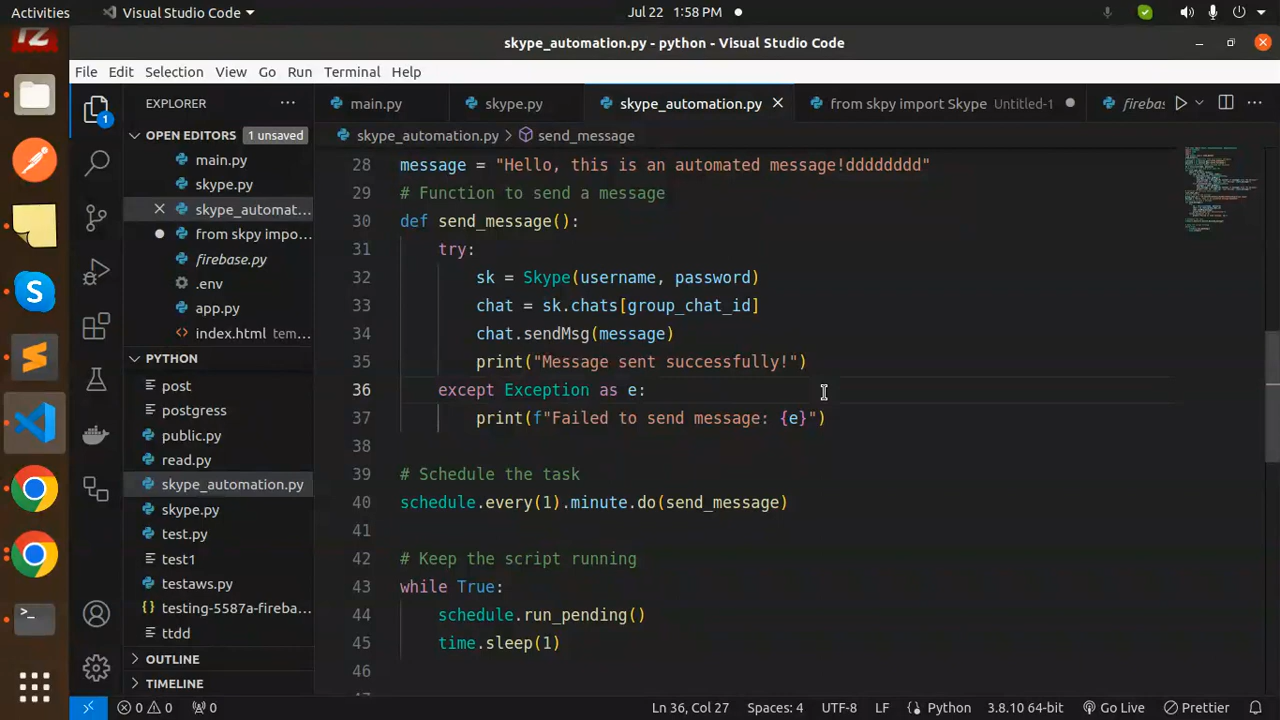 Activities
Visual Studio Code
Jul 22 1:58 PM
skype_automation.py - python - Visual Studio Code
File Edit Selection View Go Run Terminal Help
EXPLORER
main.py
skype.py
skype_automation.py
from skpy import Skype Untitled-1
fireba
OPEN EDITORS 1 unsaved
main.py
skype.py
skype_automat...
from skpy impo...
firebase.py
.env
app.py
index.html tem...
PYTHON
post
postgress
public.py
read.py
skype_automation.py
skype.py
test.py
test1
testaws.py
testing-5587a-fireba...
ttdd
OUTLINE
TIMELINE
skype_automation.py > send_message
28 message = "Hello, this is an automated message!dddddddd"
29 # Function to send a message
30 def send_message():
31 try:
32 sk = Skype(username, password)
33 chat = sk.chats[group_chat_id]
34 chat.sendMsg(message)
35 print("Message sent successfully!")
36 except Exception as e:
37 print(f"Failed to send message: {e}")
38
39 # Schedule the task
40 schedule.every(1).minute.do(send_message)
41
42 # Keep the script running
43 while True:
44 schedule.run_pending()
45 time.sleep(1)
46
0 0 0 Ln 36, Col 27 Spaces: 4 UTF-8 LF Python 3.8.10 64-bit Go Live Prettier